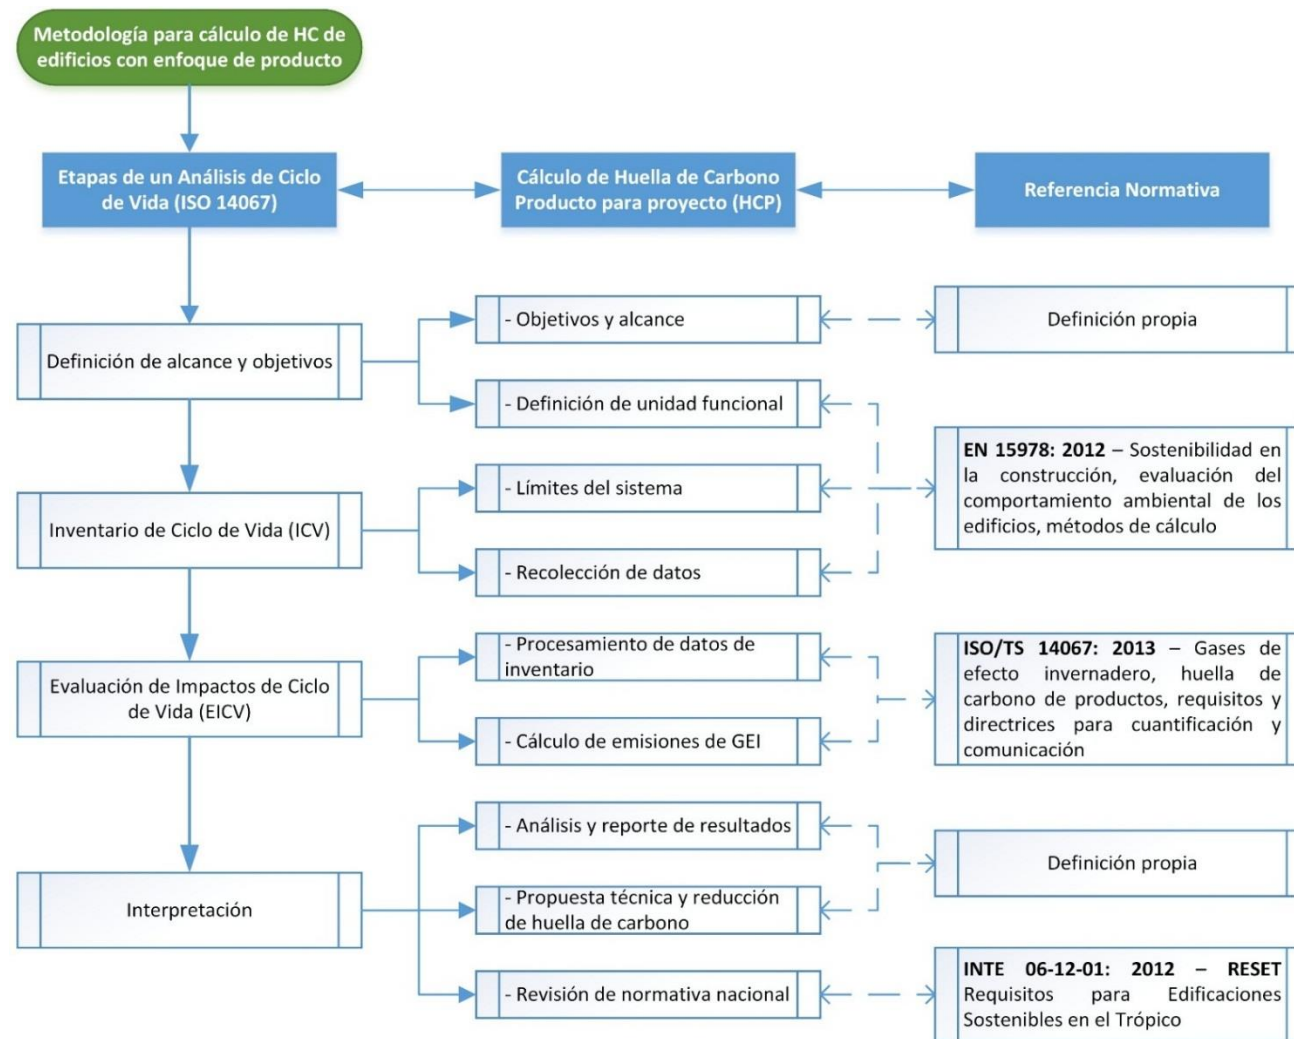 Metodología para cálculo de HC de
edificios con enfoque de producto
Etapas de un Análisis de Ciclo
de Vida (ISO 14067)
Cálculo de Huella de Carbono
Producto para proyecto (HCP)
Referencia Normativa
Definición de alcance y objetivos
- Objetivos y alcance
Definición propia
- Definición de unidad funcional
EN 15978: 2012 – Sostenibilidad en
la construcción, evaluación del
comportamiento ambiental de los
edificios, métodos de cálculo
Inventario de Ciclo de Vida (ICV)
- Límites del sistema
- Recolección de datos
Evaluación de Impactos de Ciclo
de Vida (EICV)
- Procesamiento de datos de
inventario
- Cálculo de emisiones de GEI
ISO/TS 14067: 2013 – Gases de
efecto invernadero, huella de
carbono de productos, requisitos y
directrices para cuantificación y
comunicación
Interpretación
- Análisis y reporte de resultados
- Propuesta técnica y reducción
de huella de carbono
Definición propia
- Revisión de normativa nacional
INTE 06-12-01: 2012 – RESET
Requisitos para Edificaciones
Sostenibles en el Trópico